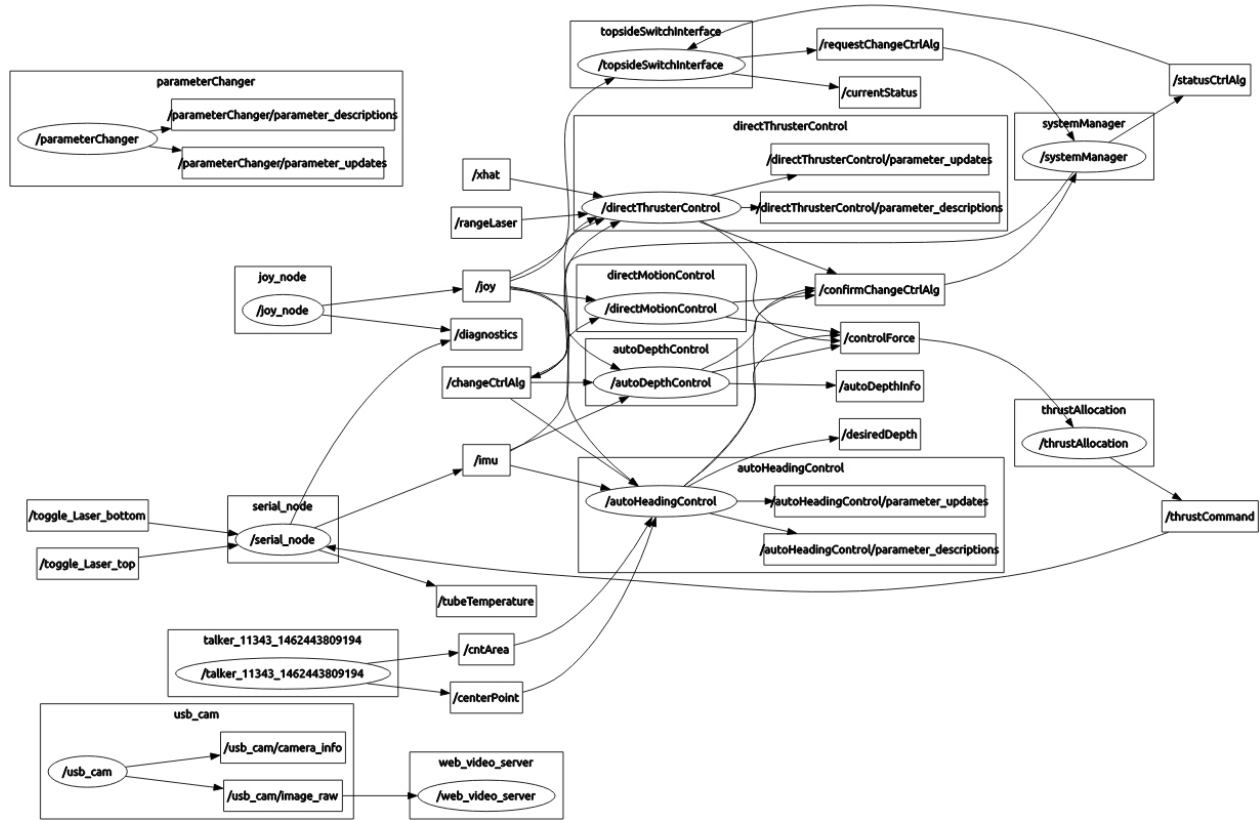 topsideSwitchInterface
/topsideSwitchInterface
/requestChangeCtrlAlg
/currentStatus
/statusCtrlAlg
parameterChanger
/parameterChanger
/parameterChanger/parameter_descriptions
/parameterChanger/parameter_updates
directThrusterControl
/directThrusterControl
/directThrusterControl/parameter_updates
/directThrusterControl/parameter_descriptions
systemManager
/systemManager
/xhat
/rangeLaser
joy_node
/joy_node
/joy
/diagnostics
directMotionControl
/directMotionControl
/confirmChangeCtrlAlg
/controlForce
autoDepthControl
/autoDepthControl
/changeCtrlAlg
/autoDepthInfo
/desiredDepth
thrustAllocation
/thrustAllocation
/imu
autoHeadingControl
/autoHeadingControl
/autoHeadingControl/parameter_updates
/autoHeadingControl/parameter_descriptions
/thrustCommand
/toggle_Laser_bottom
/toggle_Laser_top
serial_node
/serial_node
/tubeTemperature
talker_11343_1462443809194
/talker_11343_1462443809194
/cntArea
/centerPoint
usb_cam
/usb_cam
/usb_cam/camera_info
/usb_cam/image_raw
web_video_server
/web_video_server